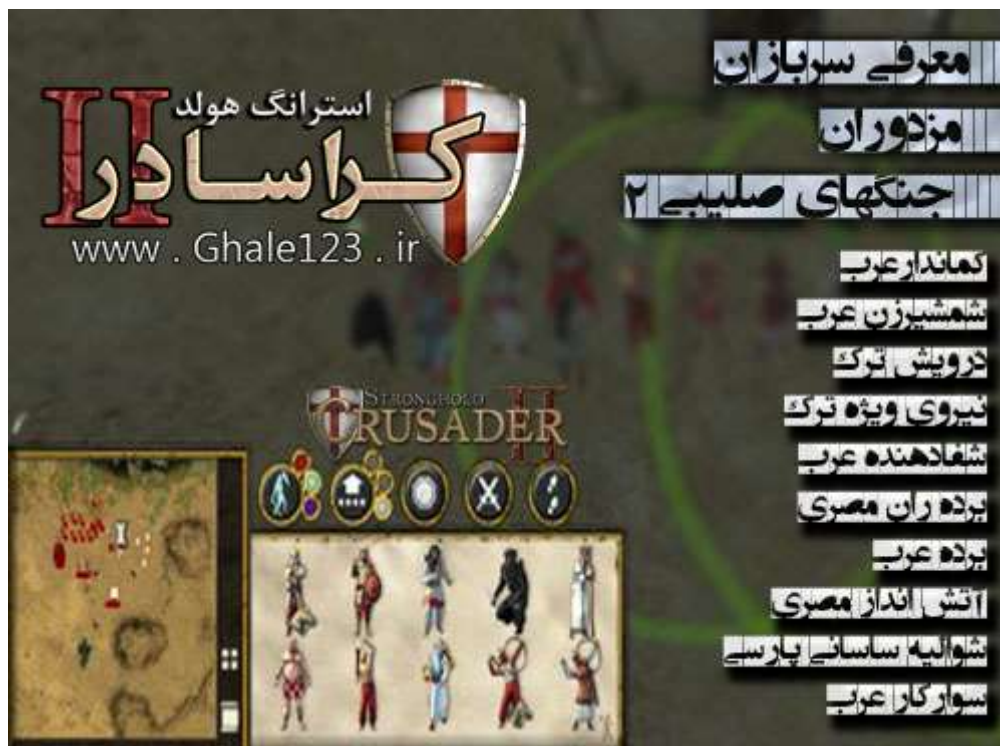 معرفی سربازان
مزدوران
جنگهای صلیبی ۲
استرانگ هولد
کراسادر II
www . Ghale123 . ir
کماندار عرب
شمشیرزن عرب
درویش ترک
نیروی ویژه ترک
شفادهنده عرب
برده ران مصری
برده عرب
آتش انداز مصری
شوالیه ساسانی پارسی
سوارکار عرب
STRONGHOLD
CRUSADER II